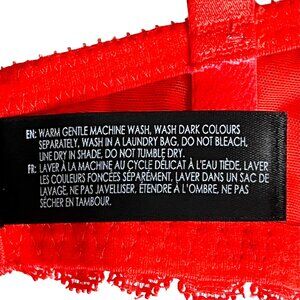 EN: WARM GENTLE MACHINE WASH, WASH DARK COLOURS
SEPARATELY, WASH IN A LAUNDRY BAG, DO NOT BLEACH,
LINE DRY IN SHADE, DO NOT TUMBLE DRY.
FR: LAVER À LA MACHINE AU CYCLE DÉLICAT À L'EAU TIÈDE. LAVER
LES COULEURS FONCÉES SÉPARÉMENT, LAVER DANS UN SAC DE
LAVAGE, NE PAS JAVELLISER, ÉTENDRE À L'OMBRE, NE PAS
SÉCHER EN TAMBOUR.